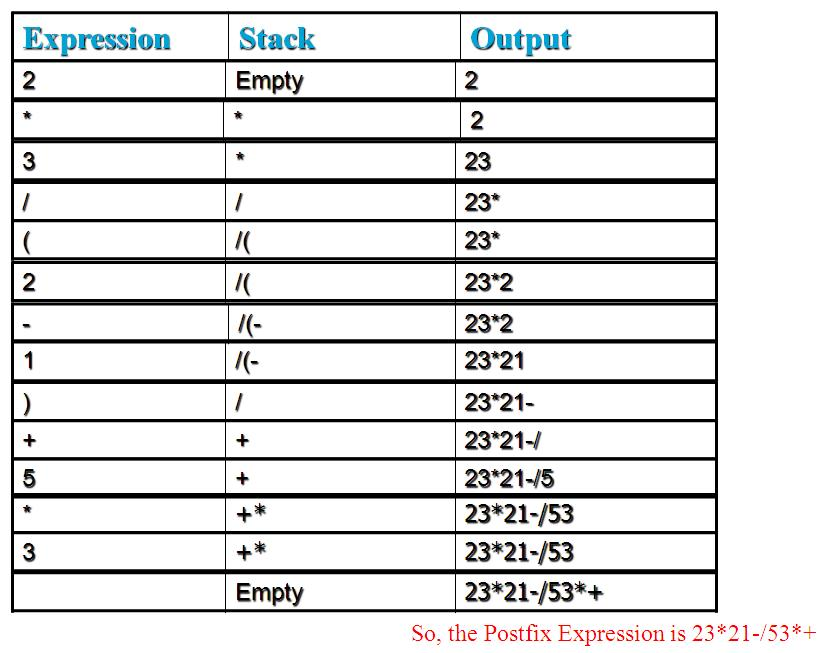 Expression Stack Output
2 Empty 2
* * 2
3 * 23
/ / 23*
( /( 23*
2 /( 23*2
- /(- 23*2
1 /(- 23*21
) / 23*21-
+ + 23*21-/
5 + 23*21-/5
* +* 23*21-/53
3 +* 23*21-/53
Empty 23*21-/53*+
So, the Postfix Expression is 23*21-/53*+